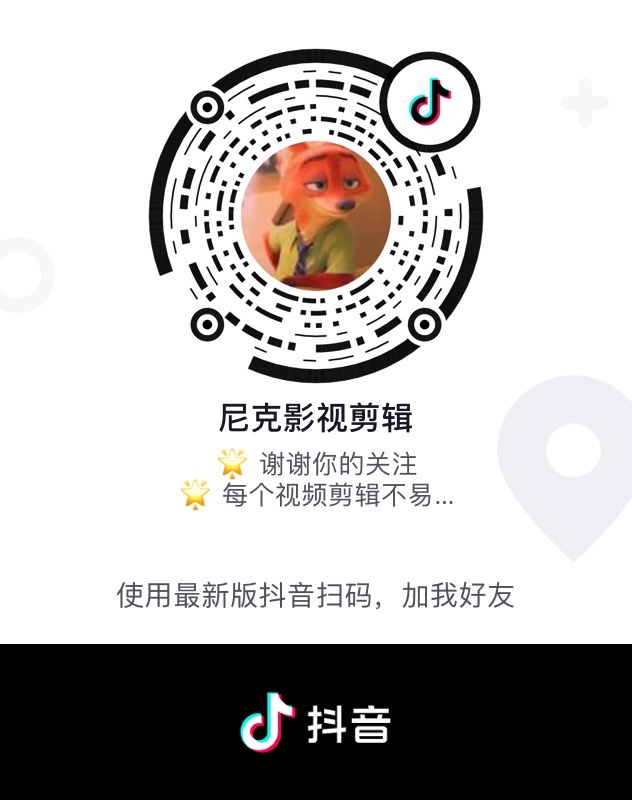 尼克影视剪辑
🌟 谢谢你的关注
🌟 每个视频剪辑不易...
使用最新版抖音扫码，加我好友
抖音